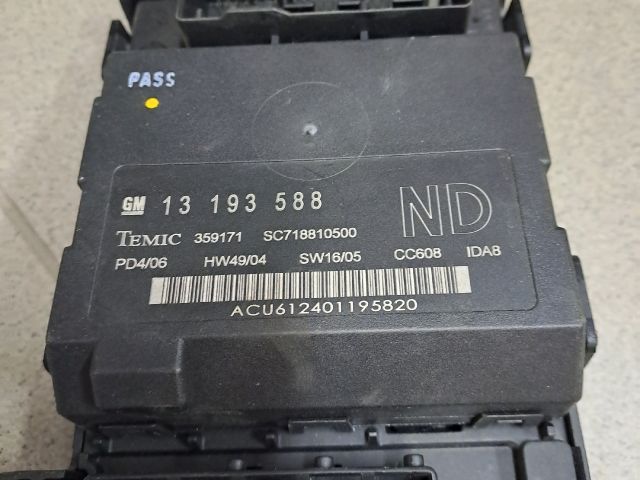 PASS
GM 13 193 588 ND
TEMIC 359171 SC718810500
PD4/06 HW49/04 SW16/05 CC608 IDA8
ACU612401195820